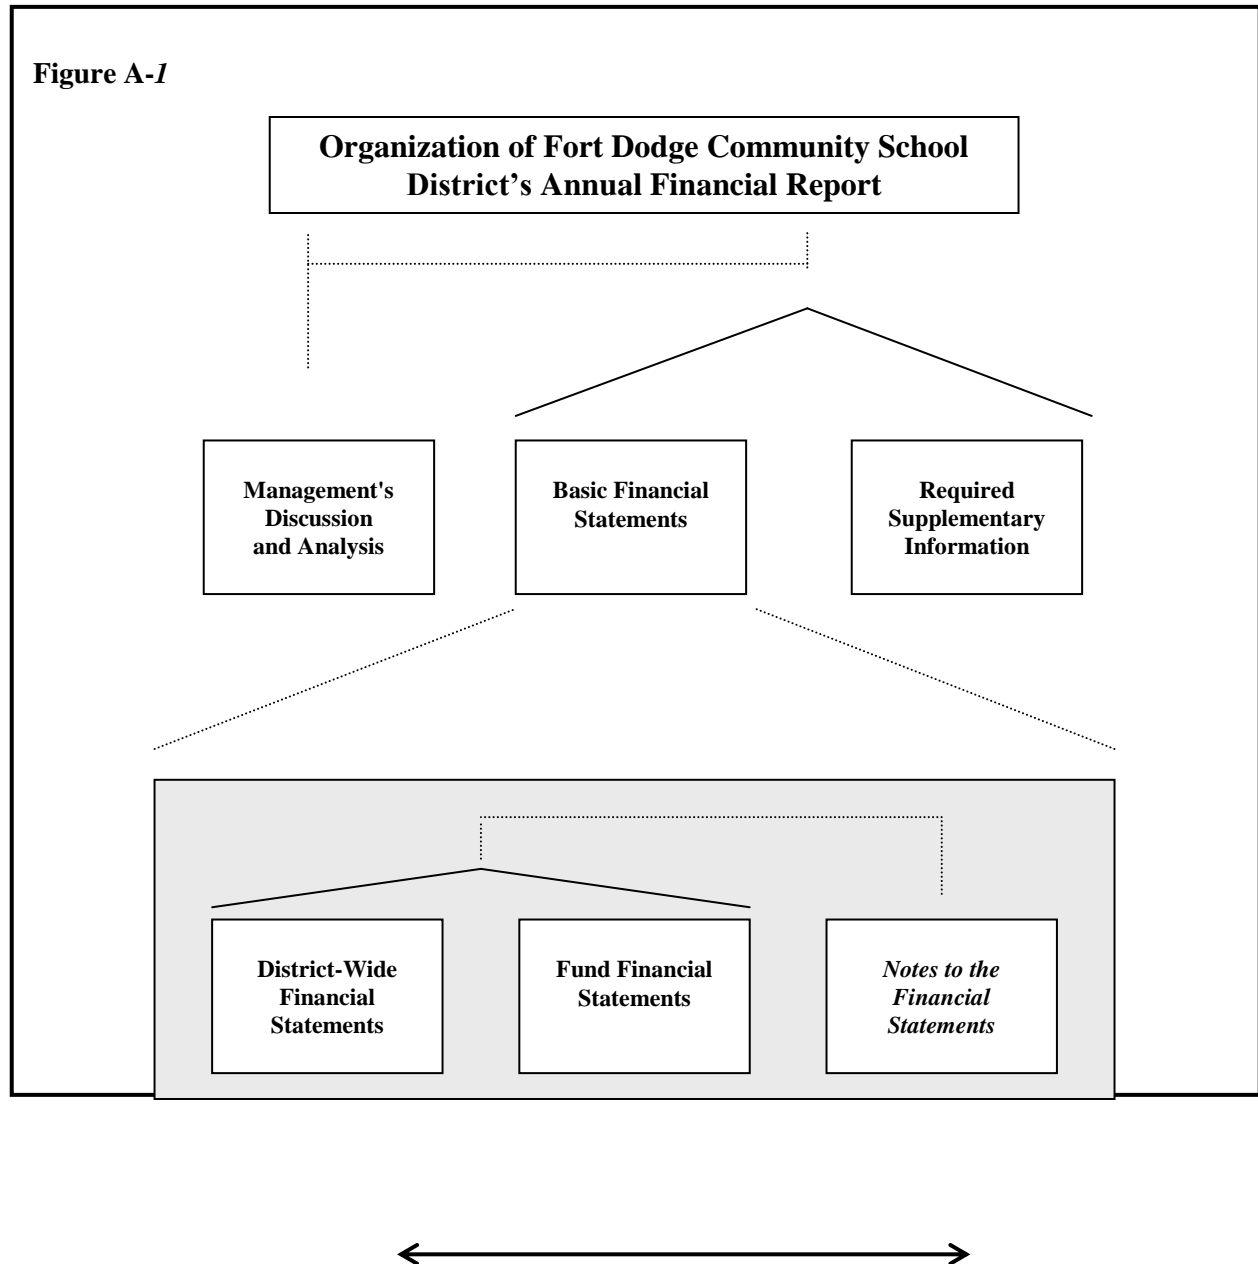 Figure A-1
Organization of Fort Dodge Community School
District’s Annual Financial Report
Management's
Discussion
and Analysis
Basic Financial
Statements
Required
Supplementary
Information
District-Wide
Financial
Statements
Fund Financial
Statements
Notes to the
Financial
Statements